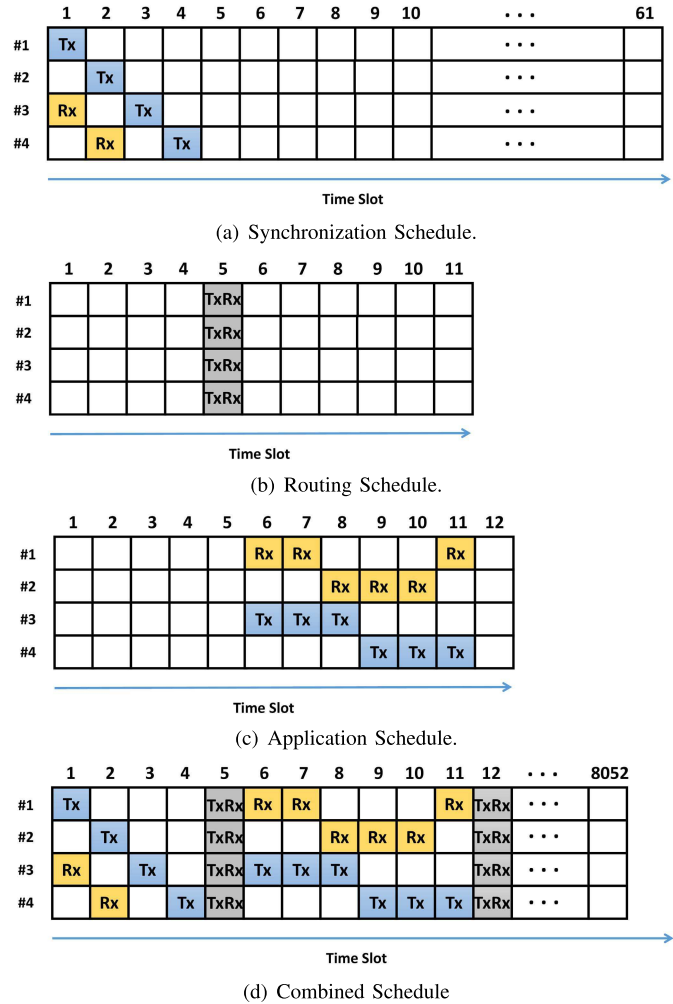 1 2 3 4 5 6 7 8 9 10 • • • 61
#1 Tx • • •
#2 Tx
#3 Rx Tx
#4 Rx Tx • • •
Time Slot
(a) Synchronization Schedule.
1 2 3 4 5 6 7 8 9 10 11
#1 TxRx
#2 TxRx
#3 TxRx
#4 TxRx
Time Slot
(b) Routing Schedule.
1 2 3 4 5 6 7 8 9 10 11 12
#1 Rx Rx Rx
#2 Rx Rx Rx
#3 Tx Tx Tx
#4 Tx Tx Tx
Time Slot
(c) Application Schedule.
1 2 3 4 5 6 7 8 9 10 11 12 • • • 8052
#1 Tx TxRx Rx Rx Rx TxRx • • •
#2 Tx TxRx Rx Rx Rx TxRx • • •
#3 Rx Tx TxRx Tx Tx Tx TxRx • • •
#4 Rx Tx TxRx Tx Tx Tx TxRx • • •
Time Slot
(d) Combined Schedule